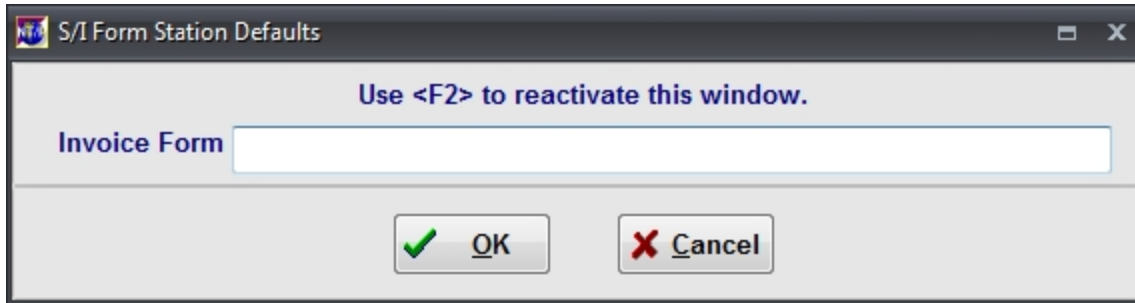 S/I Form Station Defaults
Use <F2> to reactivate this window.
Invoice Form
OK
Cancel